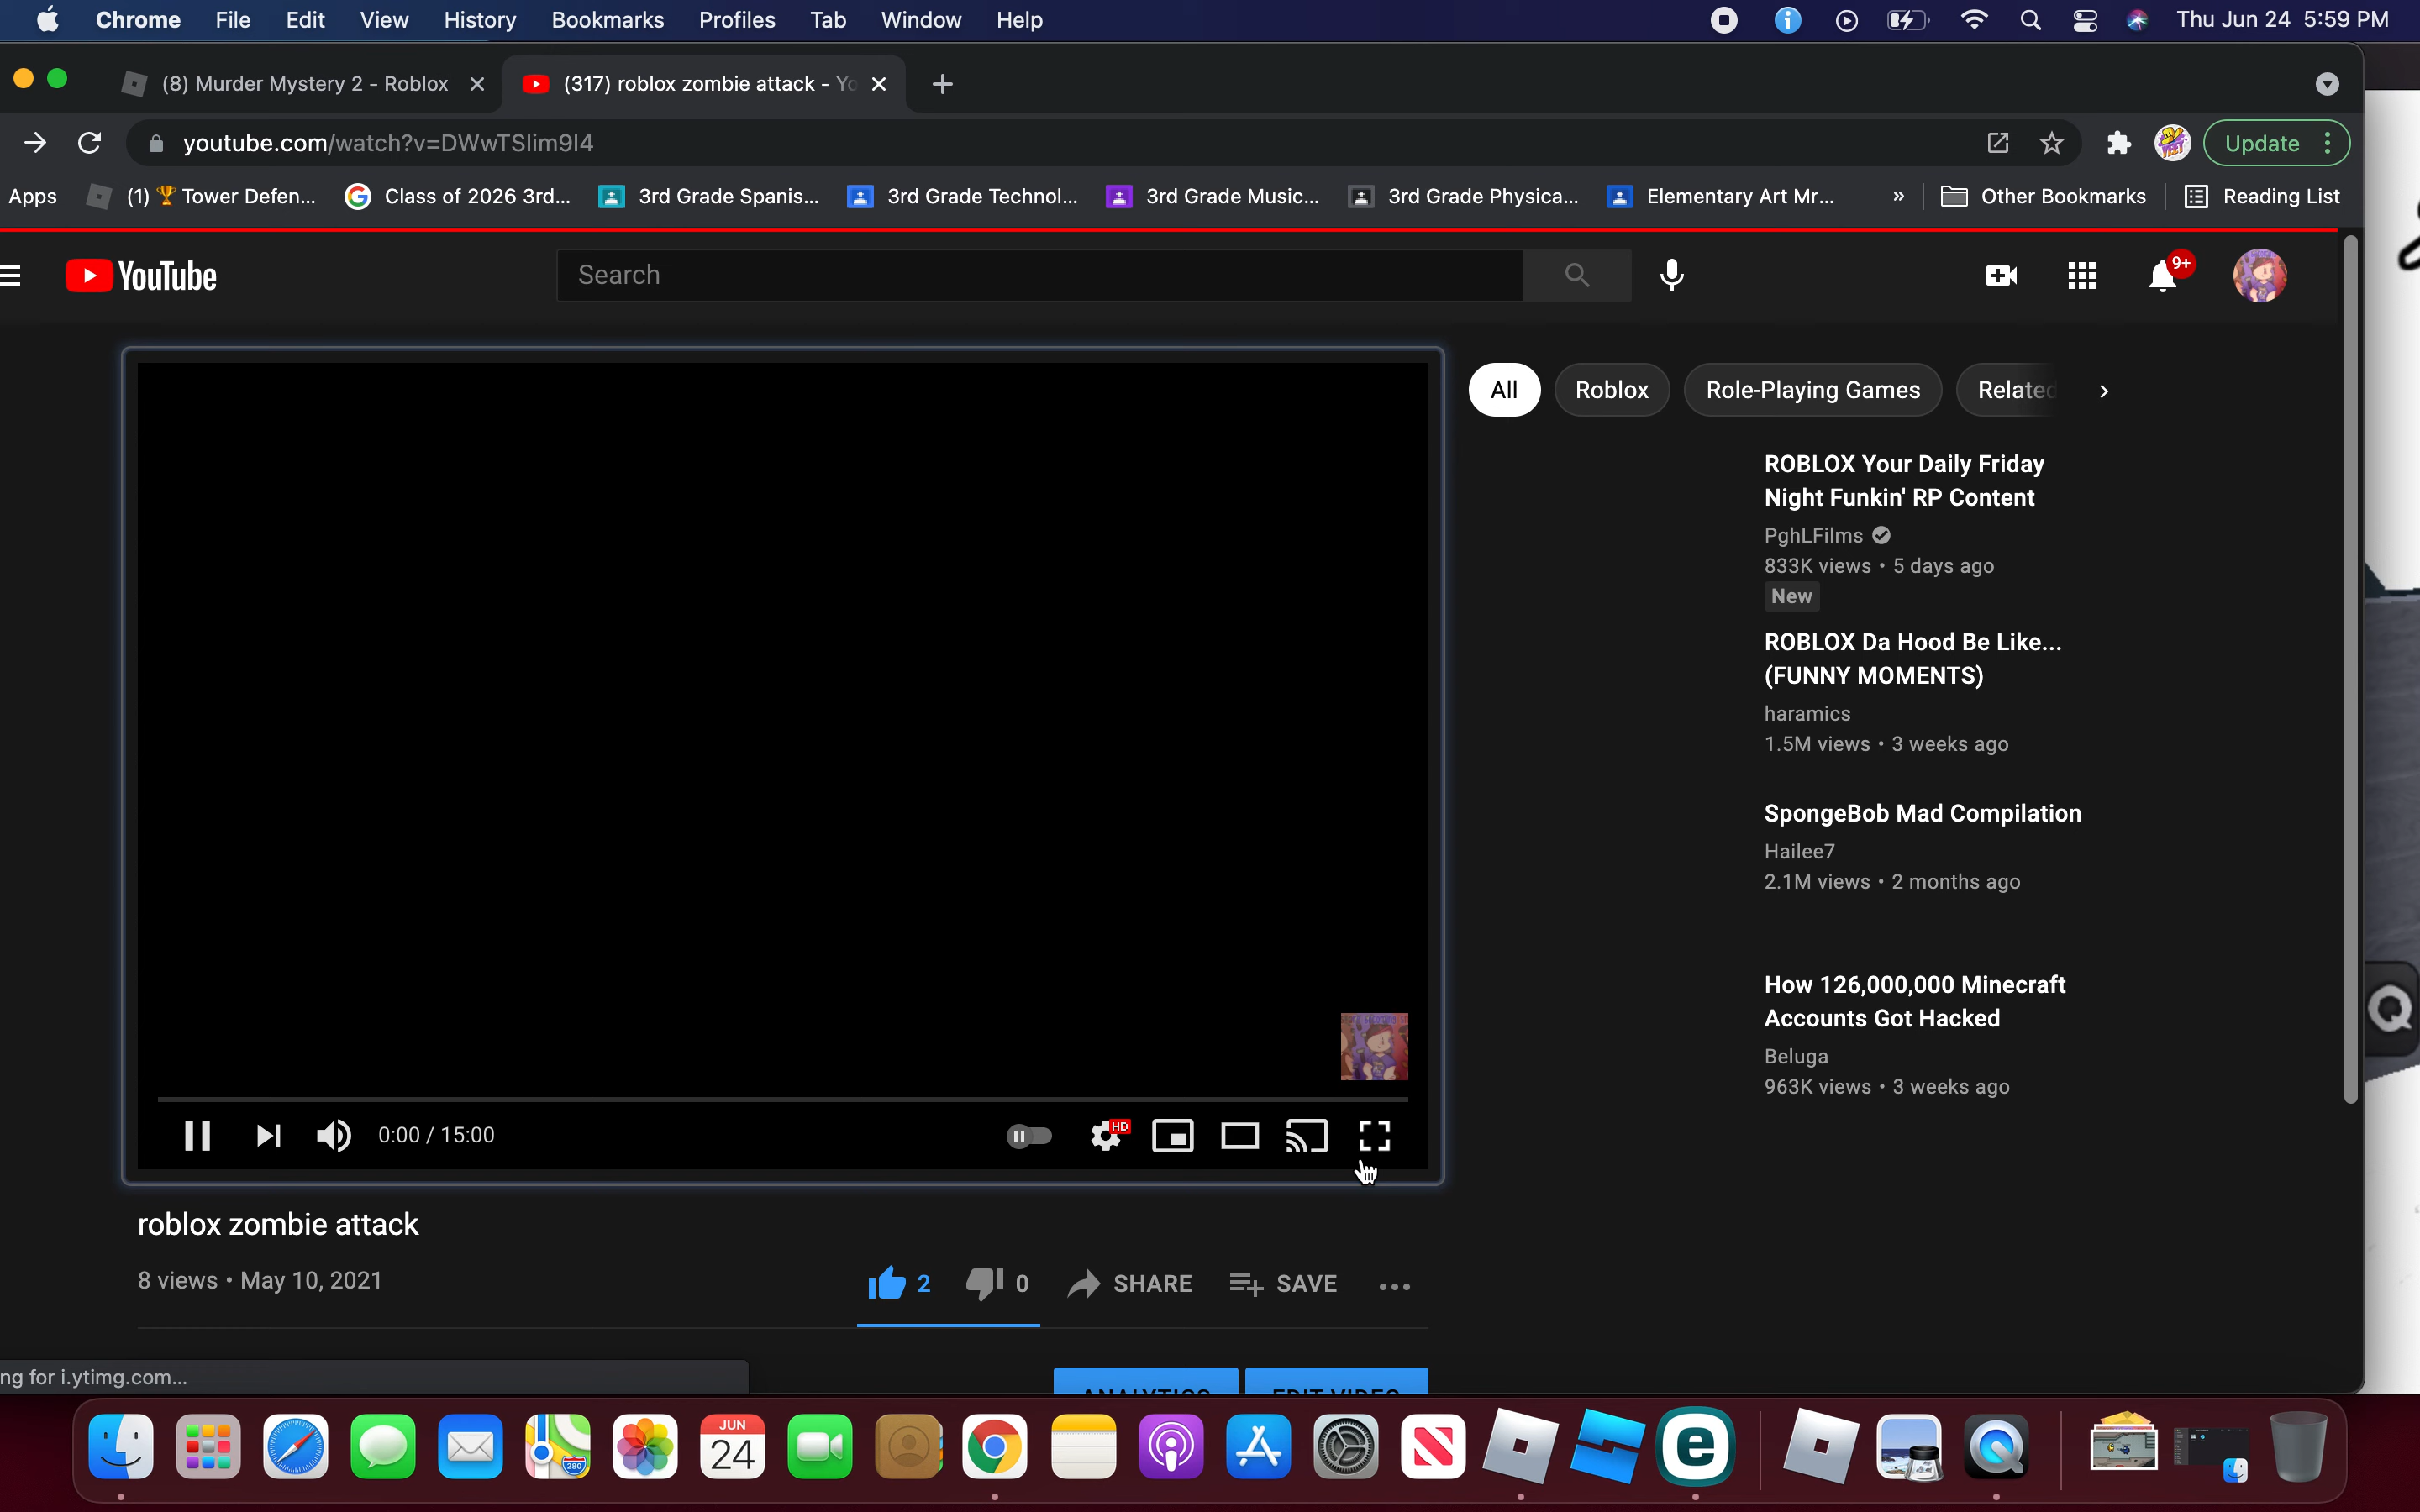 Chrome File Edit View History Bookmarks Profiles Tab Window Help Thu Jun 24 5:59 PM
(8) Murder Mystery 2 - Roblox (317) roblox zombie attack - Yo
youtube.com/watch?v=DWwTSlim9l4 Update
Apps (1) 🏆 Tower Defen... Class of 2026 3rd... 3rd Grade Spanis... 3rd Grade Technol... 3rd Grade Music... 3rd Grade Physica... Elementary Art Mr... » Other Bookmarks Reading List
YouTube Search 9+
All Roblox Role-Playing Games Related
ROBLOX Your Daily Friday
Night Funkin' RP Content
PghLFilms
833K views • 5 days ago
New
ROBLOX Da Hood Be Like...
(FUNNY MOMENTS)
haramics
1.5M views • 3 weeks ago
SpongeBob Mad Compilation
Hailee7
2.1M views • 2 months ago
How 126,000,000 Minecraft
Accounts Got Hacked
Beluga
963K views • 3 weeks ago
0:00 / 15:00 HD
roblox zombie attack
8 views • May 10, 2021 2 0 SHARE SAVE
ng for i.ytimg.com...
ANALYTICS EDIT VIDEO
JUN
24
280